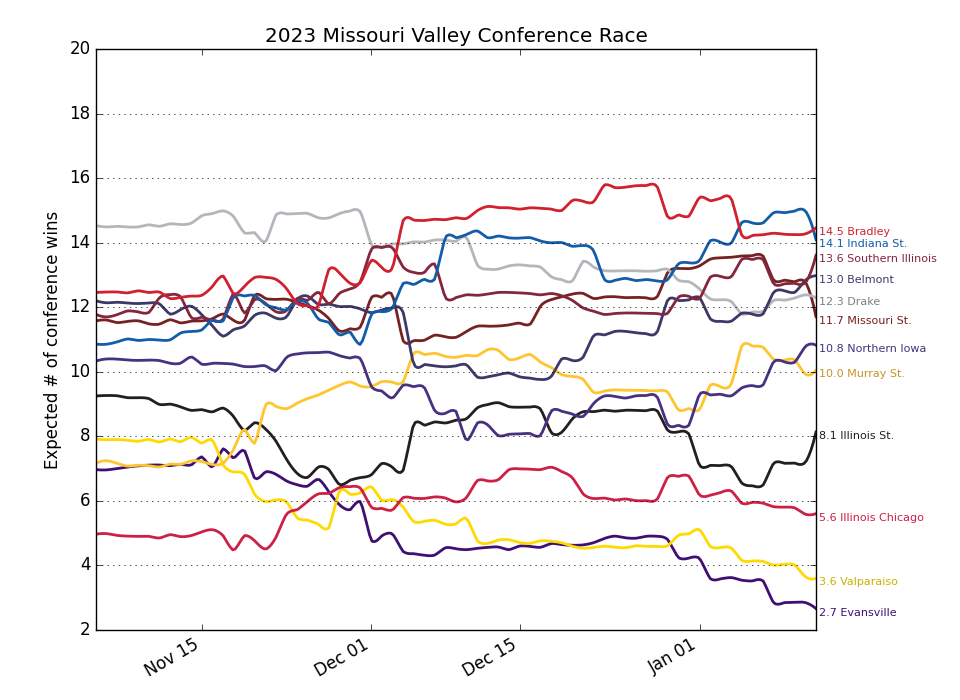 2023 Missouri Valley Conference Race
Expected # of conference wins
20
18
16
14
12
10
8
6
4
2
Nov 15
Dec 01
Dec 15
Jan 01
14.5 Bradley
14.1 Indiana St.
13.6 Southern Illinois
13.0 Belmont
12.3 Drake
11.7 Missouri St.
10.8 Northern Iowa
10.0 Murray St.
8.1 Illinois St.
5.6 Illinois Chicago
3.6 Valparaiso
2.7 Evansville